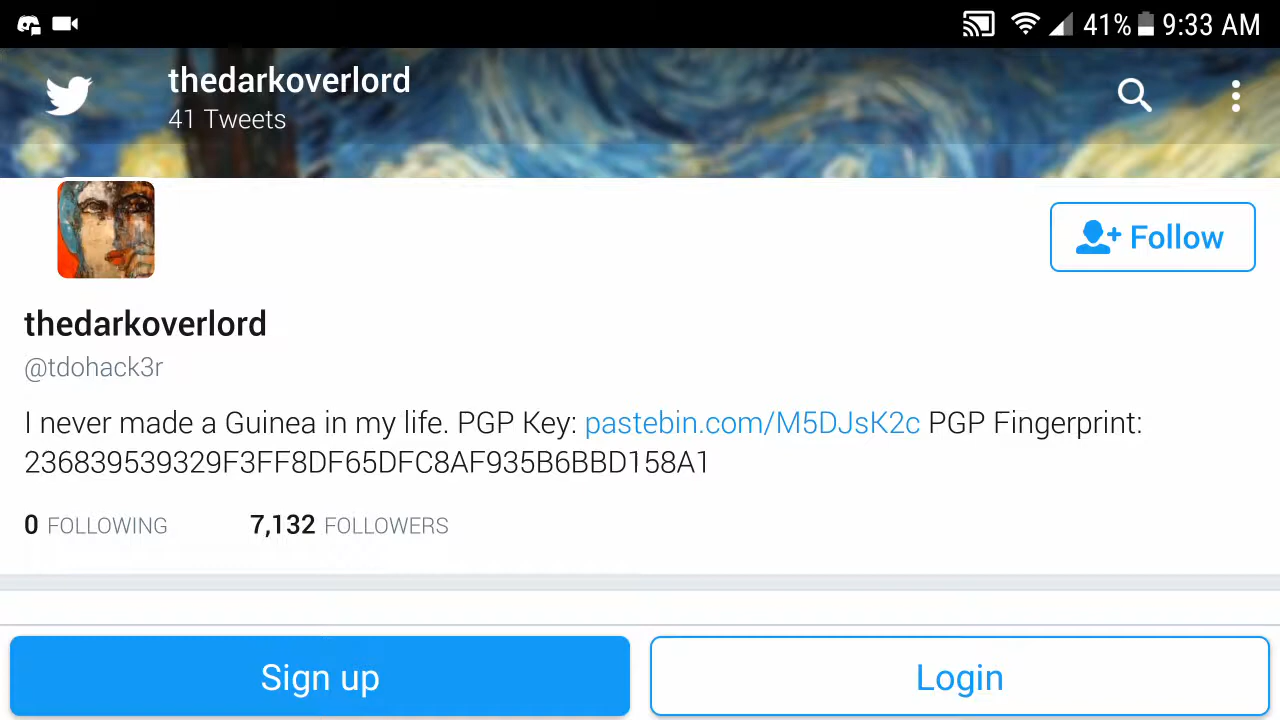 41% 9:33 AM
thedarkoverlord
41 Tweets
Follow
thedarkoverlord
@tdohack3r
I never made a Guinea in my life. PGP Key: pastebin.com/M5DJsK2c PGP Fingerprint:
236839539329F3FF8DF65DFC8AF935B6BBD158A1
0 FOLLOWING 7,132 FOLLOWERS
Sign up Login